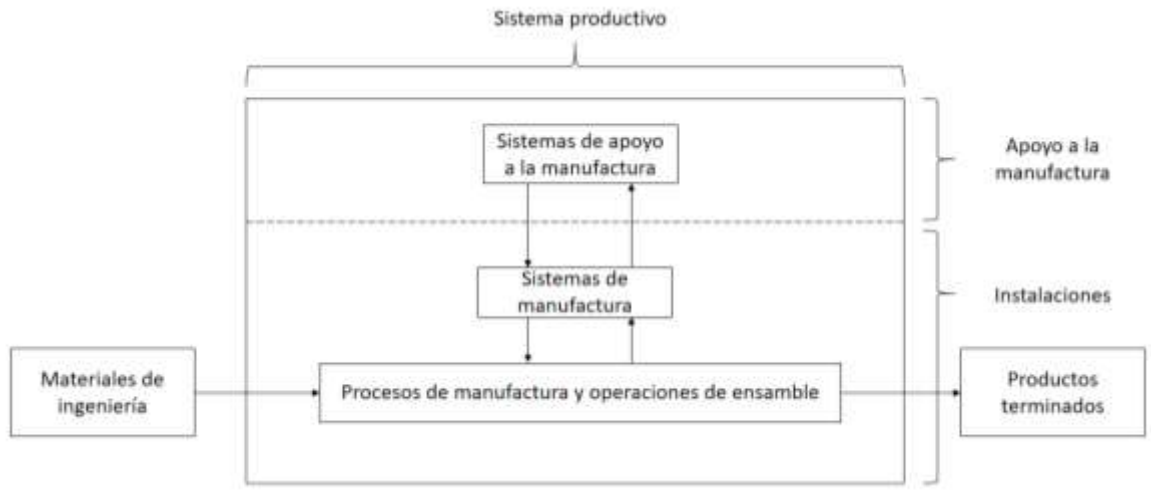 Sistema productivo
Sistemas de apoyo
a la manufactura
Apoyo a la
manufactura
Sistemas de
manufactura
Instalaciones
Materiales de
ingeniería
Procesos de manufactura y operaciones de ensamble
Productos
terminados